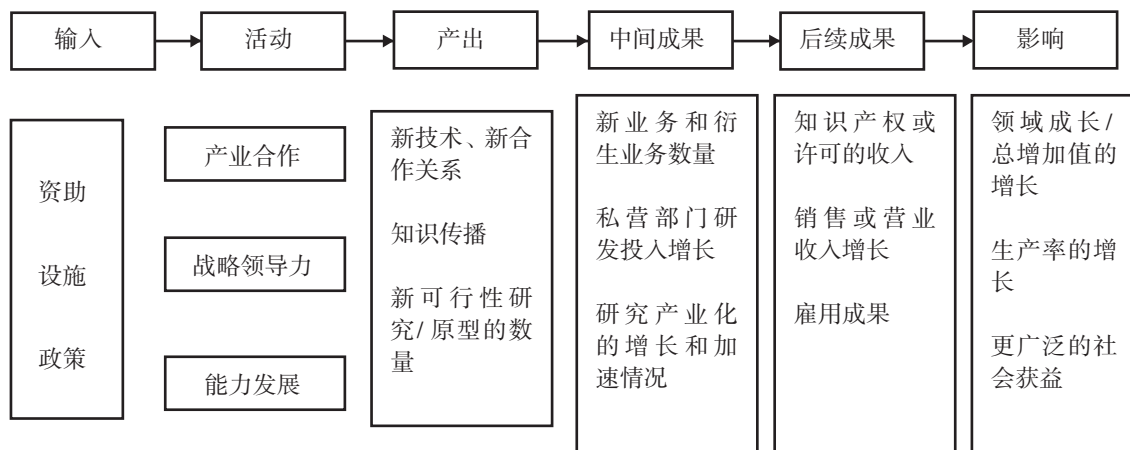 输入
活动
产出
中间成果
后续成果
影响
资助
设施
政策
产业合作
战略领导力
能力发展
新技术、新合
作关系
知识传播
新可行性研
究/ 原型的数
量
新业务和衍
生业务数量
私营部门研
发投入增长
研究产业化
的增长和加
速情况
知识产权或
许可的收入
销售或营业
收入增长
雇用成果
领域成长/
总增加值的
增长
生产率的增
长
更广泛的社
会获益